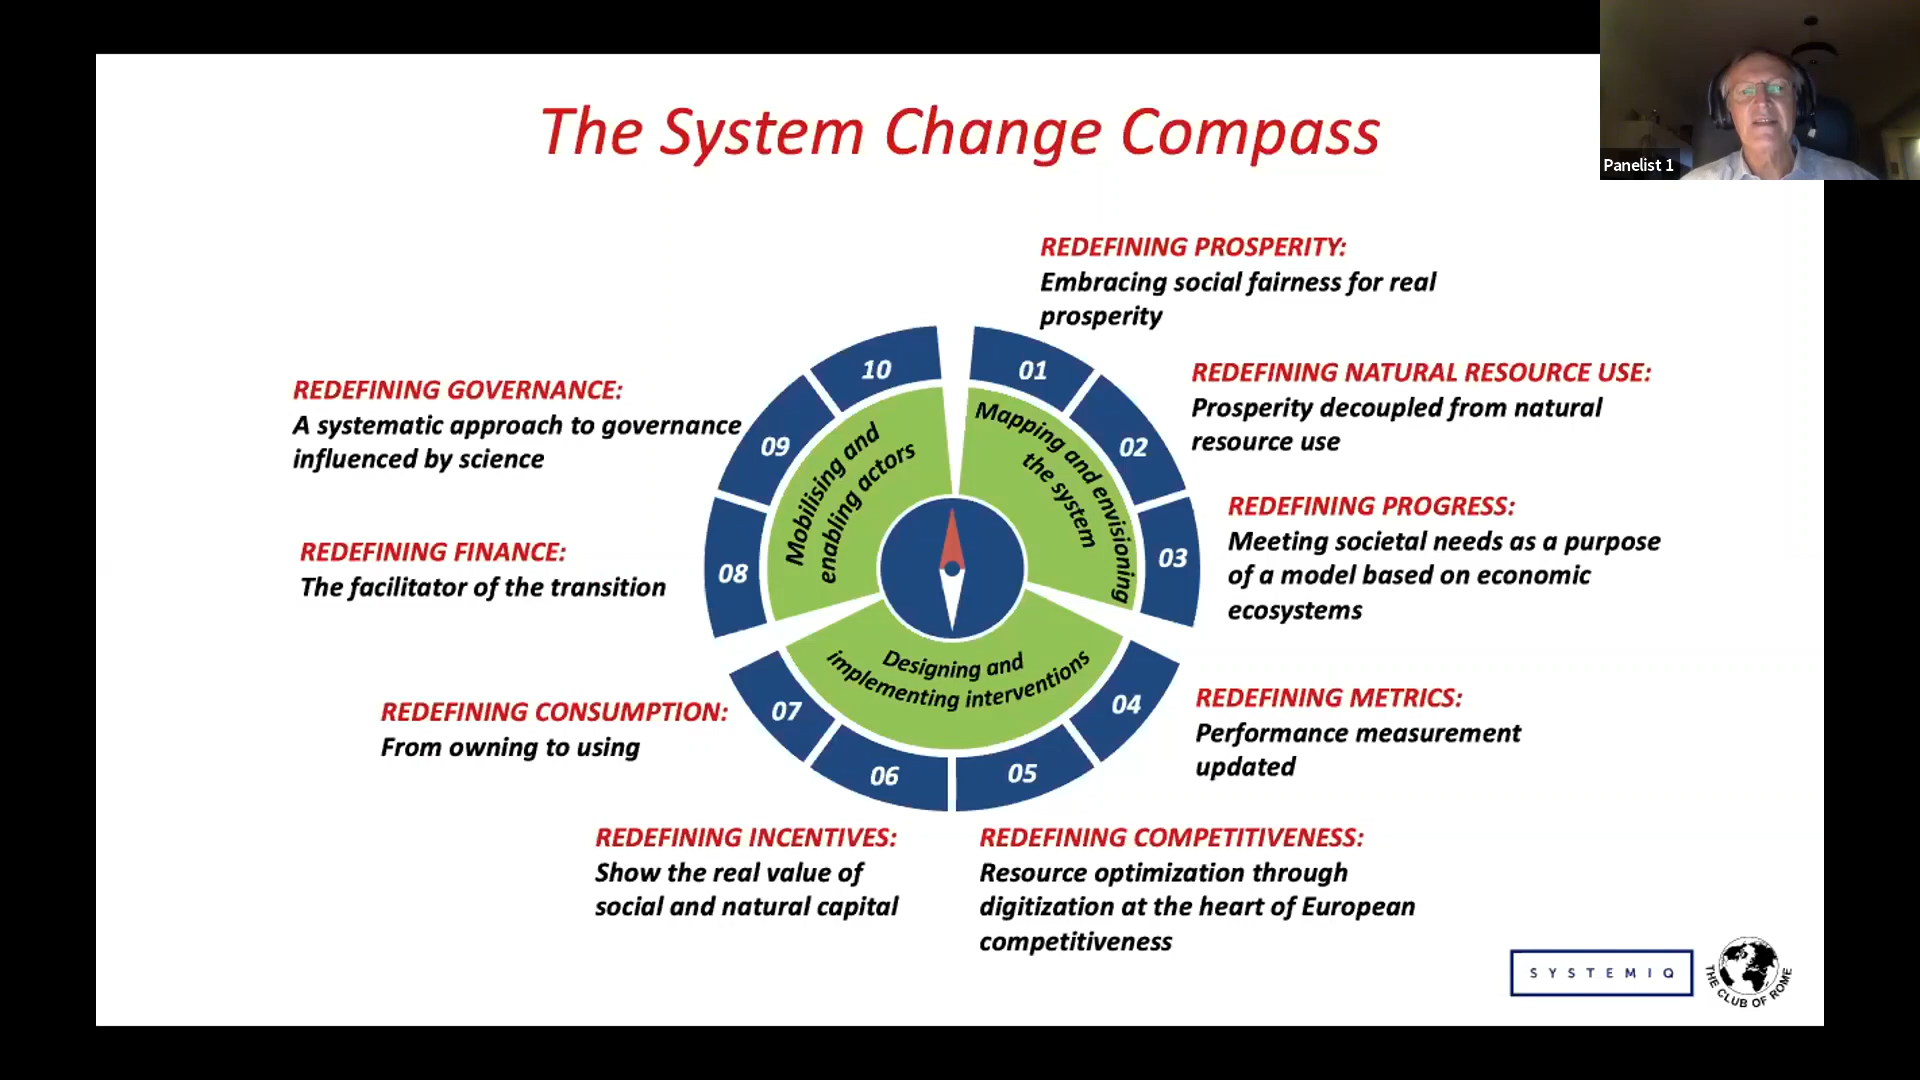 The System Change Compass
Panelist 1
REDEFINING PROSPERITY:
Embracing social fairness for real
prosperity
REDEFINING NATURAL RESOURCE USE:
Prosperity decoupled from natural
resource use
REDEFINING PROGRESS:
Meeting societal needs as a purpose
of a model based on economic
ecosystems
REDEFINING METRICS:
Performance measurement
updated
REDEFINING COMPETITIVENESS:
Resource optimization through
digitization at the heart of European
competitiveness
REDEFINING INCENTIVES:
Show the real value of
social and natural capital
REDEFINING CONSUMPTION:
From owning to using
REDEFINING FINANCE:
The facilitator of the transition
REDEFINING GOVERNANCE:
A systematic approach to governance
influenced by science
01
02
03
04
05
06
07
08
09
10
Mapping and envisioning
the system
Designing and
implementing interventions
Mobilising and
enabling actors
SYSTEMIQ
THE CLUB OF ROME